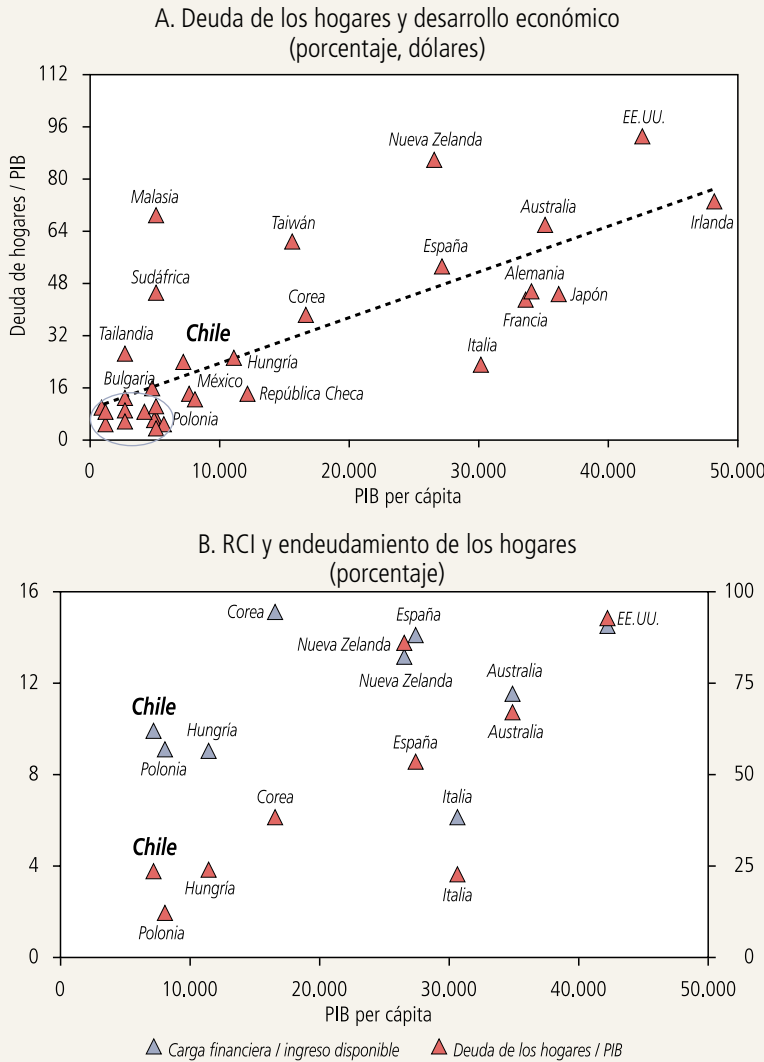 A. Deuda de los hogares y desarrollo económico
(porcentaje, dólares)
Deuda de hogares / PIB
112
96
80
64
48
32
16
0
EE.UU.
Nueva Zelanda
Malasia
Australia
Irlanda
Taiwán
España
Sudáfrica
Alemania
Japón
Corea
Francia
Tailandia
Chile
Hungría
Italia
Bulgaria
México
República Checa
Polonia
0
10.000
20.000
30.000
40.000
50.000
PIB per cápita
B. RCI y endeudamiento de los hogares
(porcentaje)
16
12
8
4
0
100
75
50
25
0
Corea
España
EE.UU.
Nueva Zelanda
Nueva Zelanda
Australia
Chile
Hungría
Australia
Polonia
España
Corea
Italia
Chile
Hungría
Italia
Polonia
0
10.000
20.000
30.000
40.000
50.000
PIB per cápita
Carga financiera / ingreso disponible
Deuda de los hogares / PIB